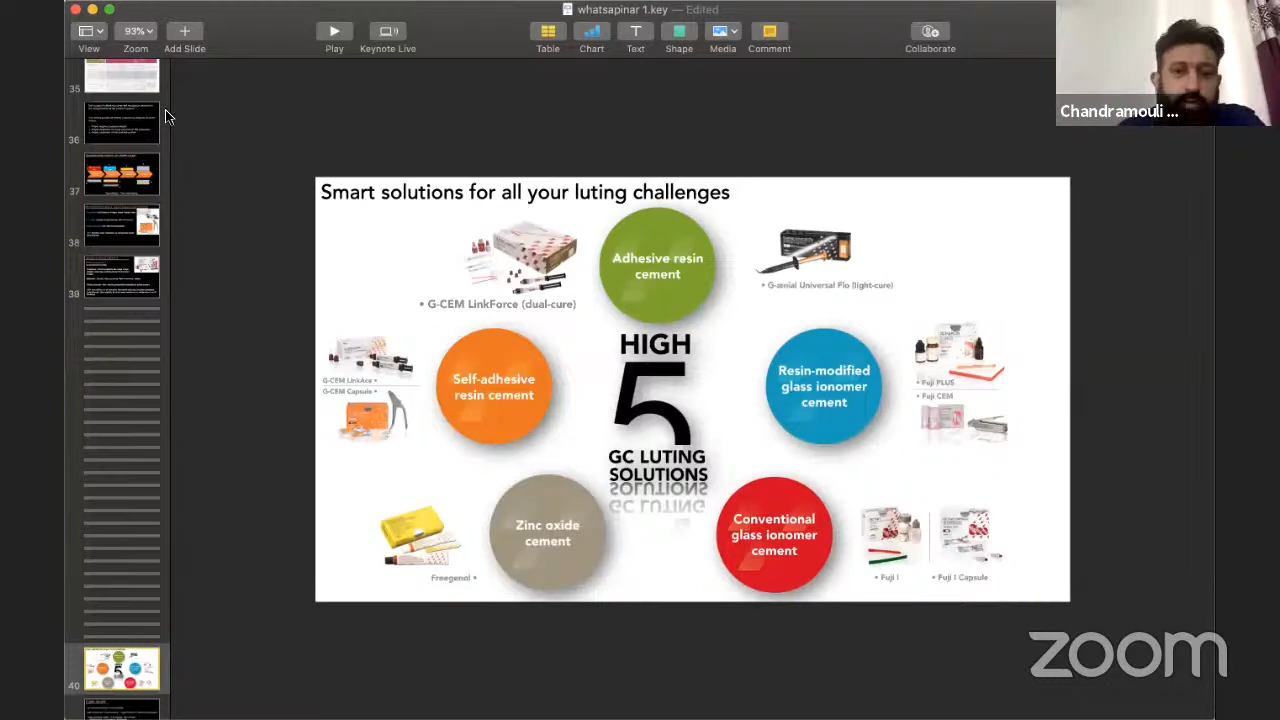 whatsapinar 1.key — Edited
93%
View
Zoom
Add Slide
Play
Keynote Live
Table
Chart
Text
Shape
Media
Comment
Collaborate
Chandramouli ...
35
36
37
38
39
40
Smart solutions for all your luting challenges
Adhesive resin
cement
• G-CEM LinkForce (dual-cure)
• G-ænial Universal Flo (light-cure)
HIGH
5
GC LUTING
SOLUTIONS
Self-adhesive
resin cement
G-CEM LinkAce •
G-CEM Capsule •
Resin-modified
glass ionomer
cement
• Fuji PLUS
• Fuji CEM
Zinc oxide
cement
Freegenol •
Conventional
glass ionomer
cement
• Fuji I
• Fuji I Capsule
zoom